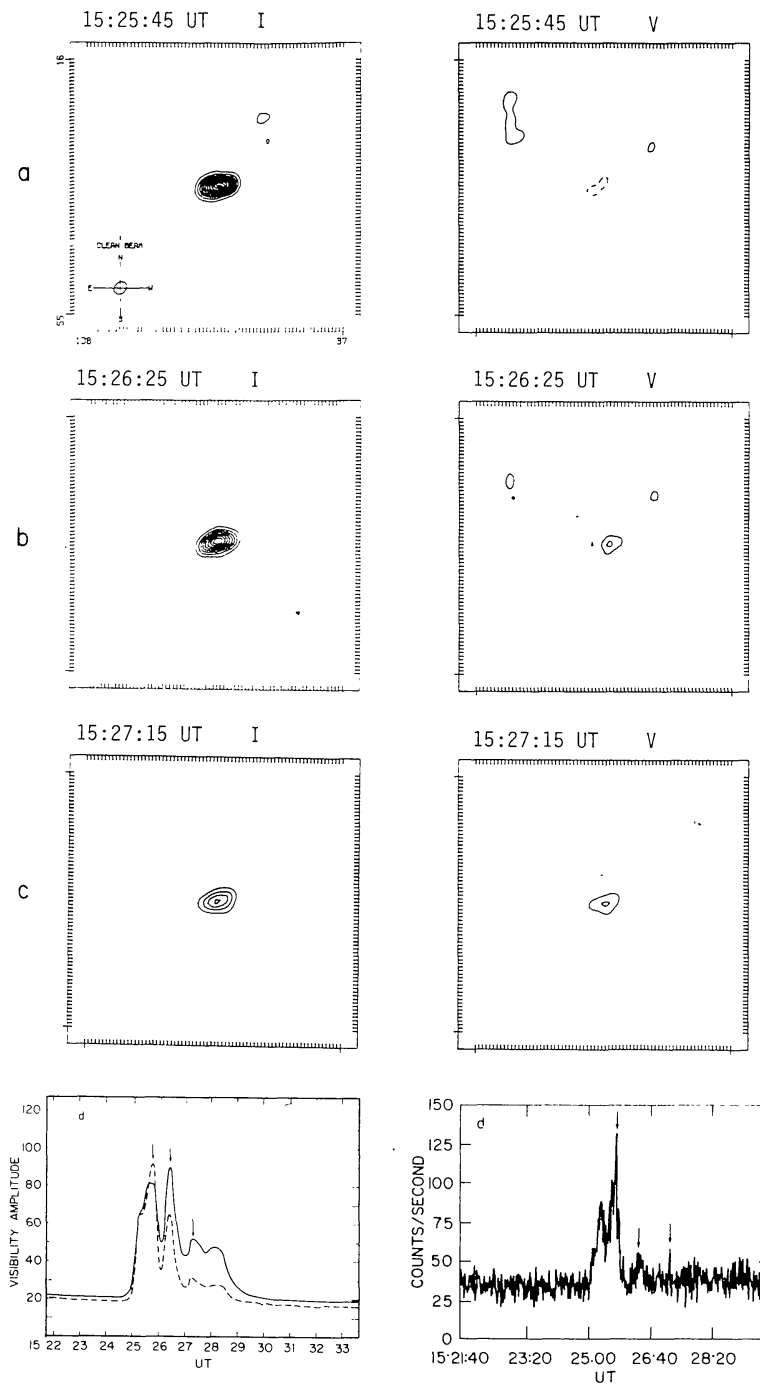 15:25:45 UT I
15:25:45 UT V
16
a
CLEAN BEAM
N
E W
S
55
138 37
15:26:25 UT I
15:26:25 UT V
b
15:27:15 UT I
15:27:15 UT V
c
120
100
80
60
40
20
VISIBILITY AMPLITUDE
d
15 22 23 24 25 26 27 28 29 30 31 32 33
UT
150
125
100
75
50
25
0
COUNTS/SECOND
d
15:21:40 23:20 25:00 26:40 28:20
UT